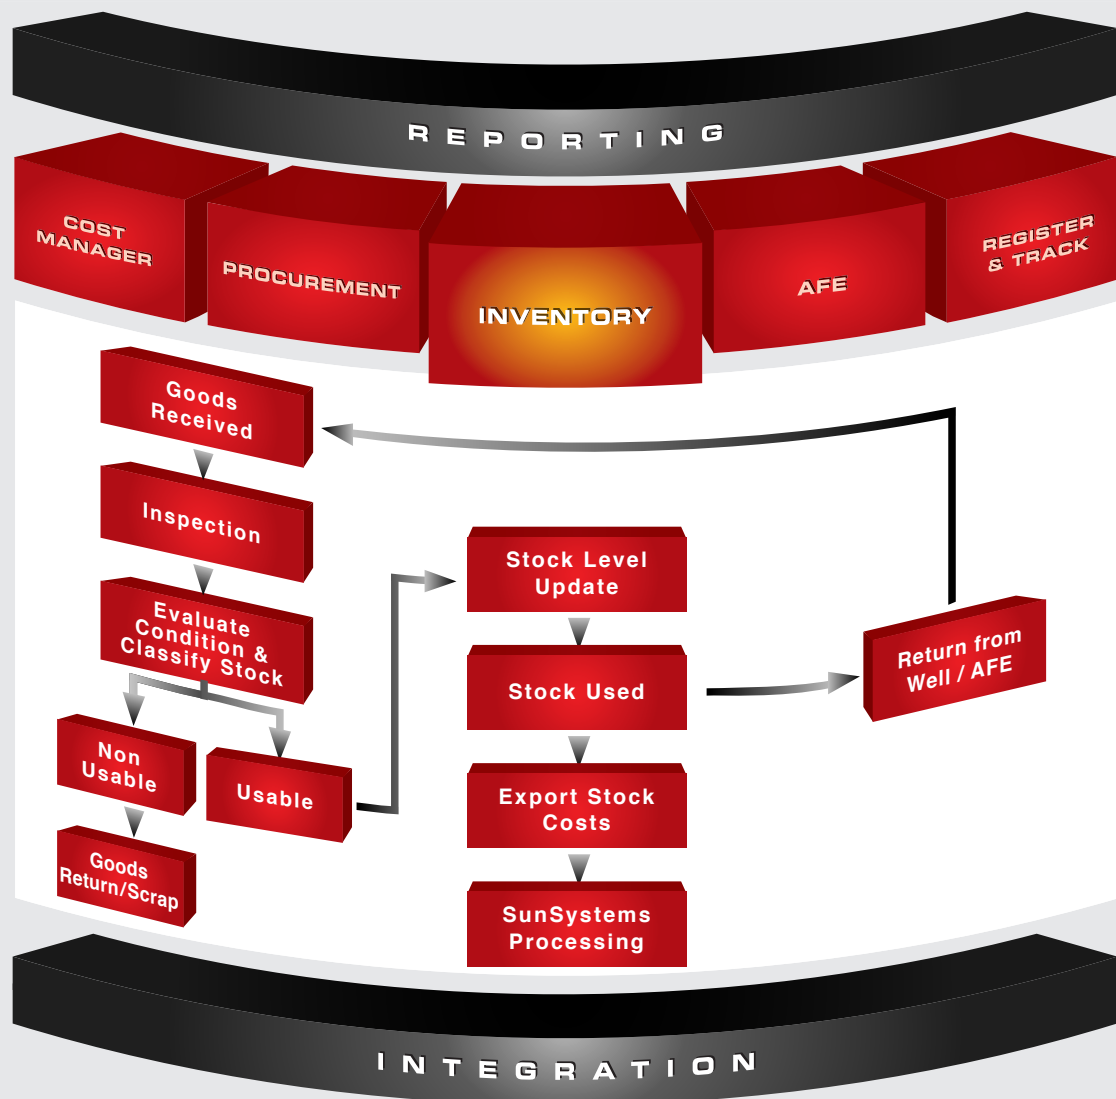 REPORTING
COST
MANAGER
PROCUREMENT
INVENTORY
AFE
REGISTER
& TRACK
Goods
Received
Inspection
Evaluate
Condition &
Classify Stock
Non
Usable
Usable
Goods
Return/Scrap
Stock Level
Update
Stock Used
Export Stock
Costs
SunSystems
Processing
Return from
Well / AFE
INTEGRATION